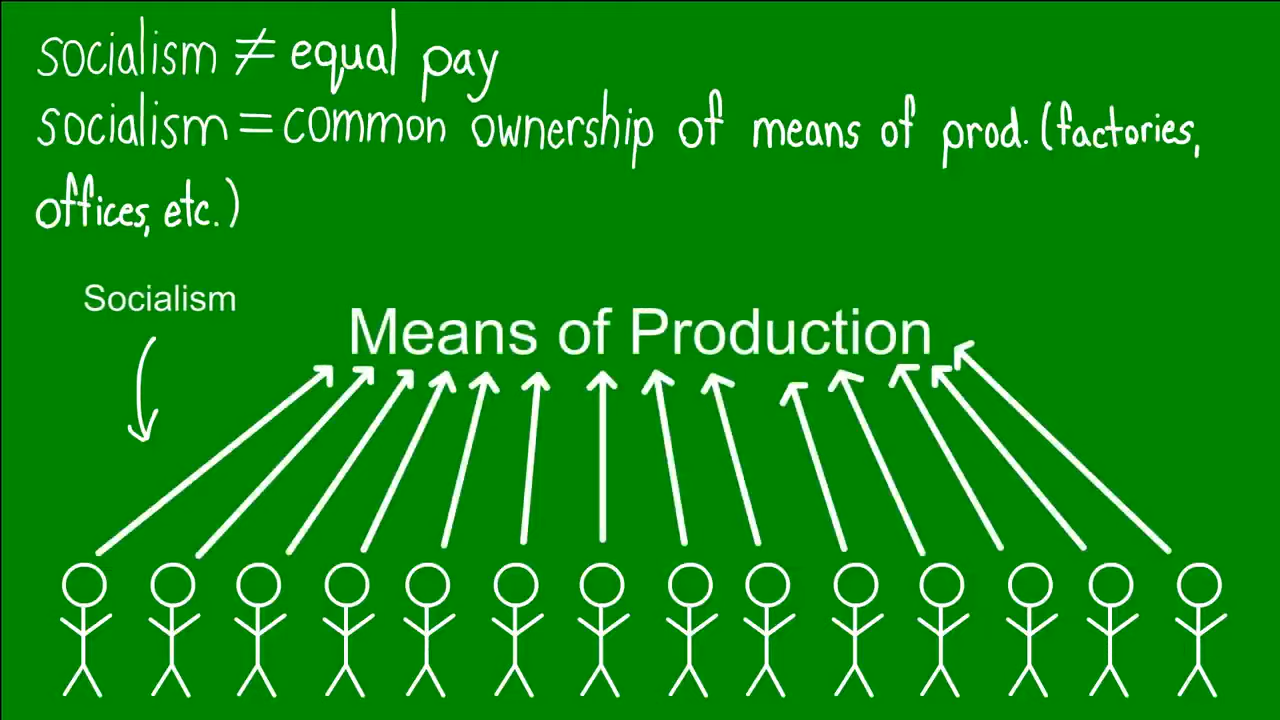 socialism ≠ equal pay
socialism = common ownership of means of prod. (factories,
offices, etc.)
Socialism
Means of Production